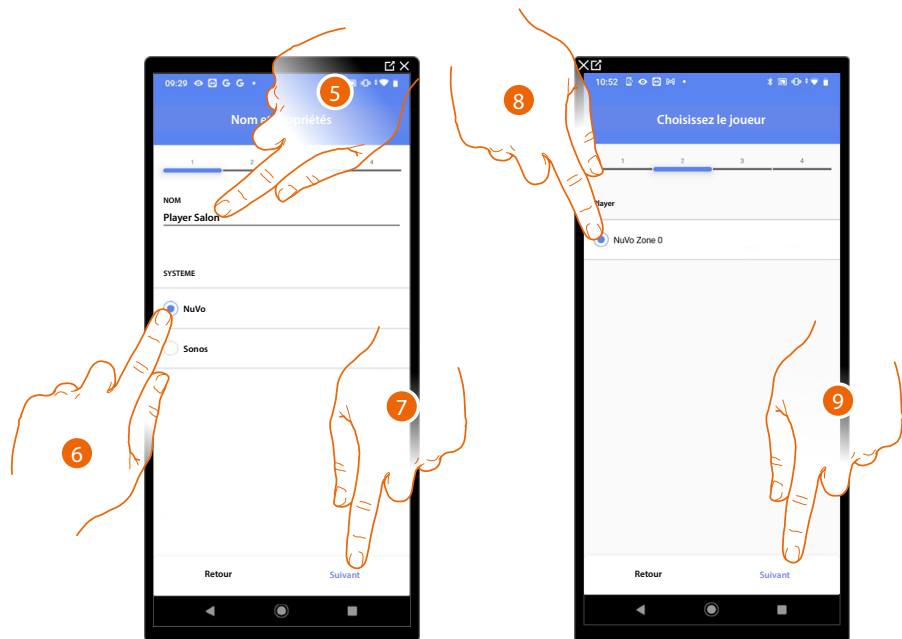 8
5
09:29 G G
Nom et propriétés
1 2 4
NOM
Player Salon
SYSTEME
NuVo
Sonos
7
6
Retour Suivant
10:52
Choisissez le joueur
1 2 3 4
Player
NuVo Zone 0
9
Retour Suivant